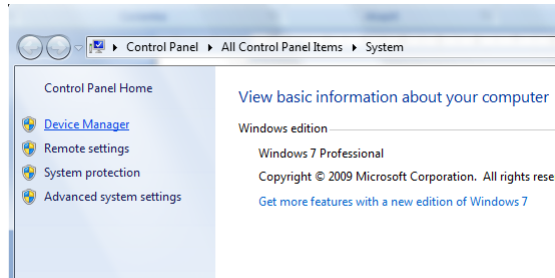 Control Panel ▸ All Control Panel Items ▸ System
Control Panel Home
Device Manager
Remote settings
System protection
Advanced system settings
View basic information about your computer
Windows edition
Windows 7 Professional
Copyright © 2009 Microsoft Corporation. All rights rese
Get more features with a new edition of Windows 7